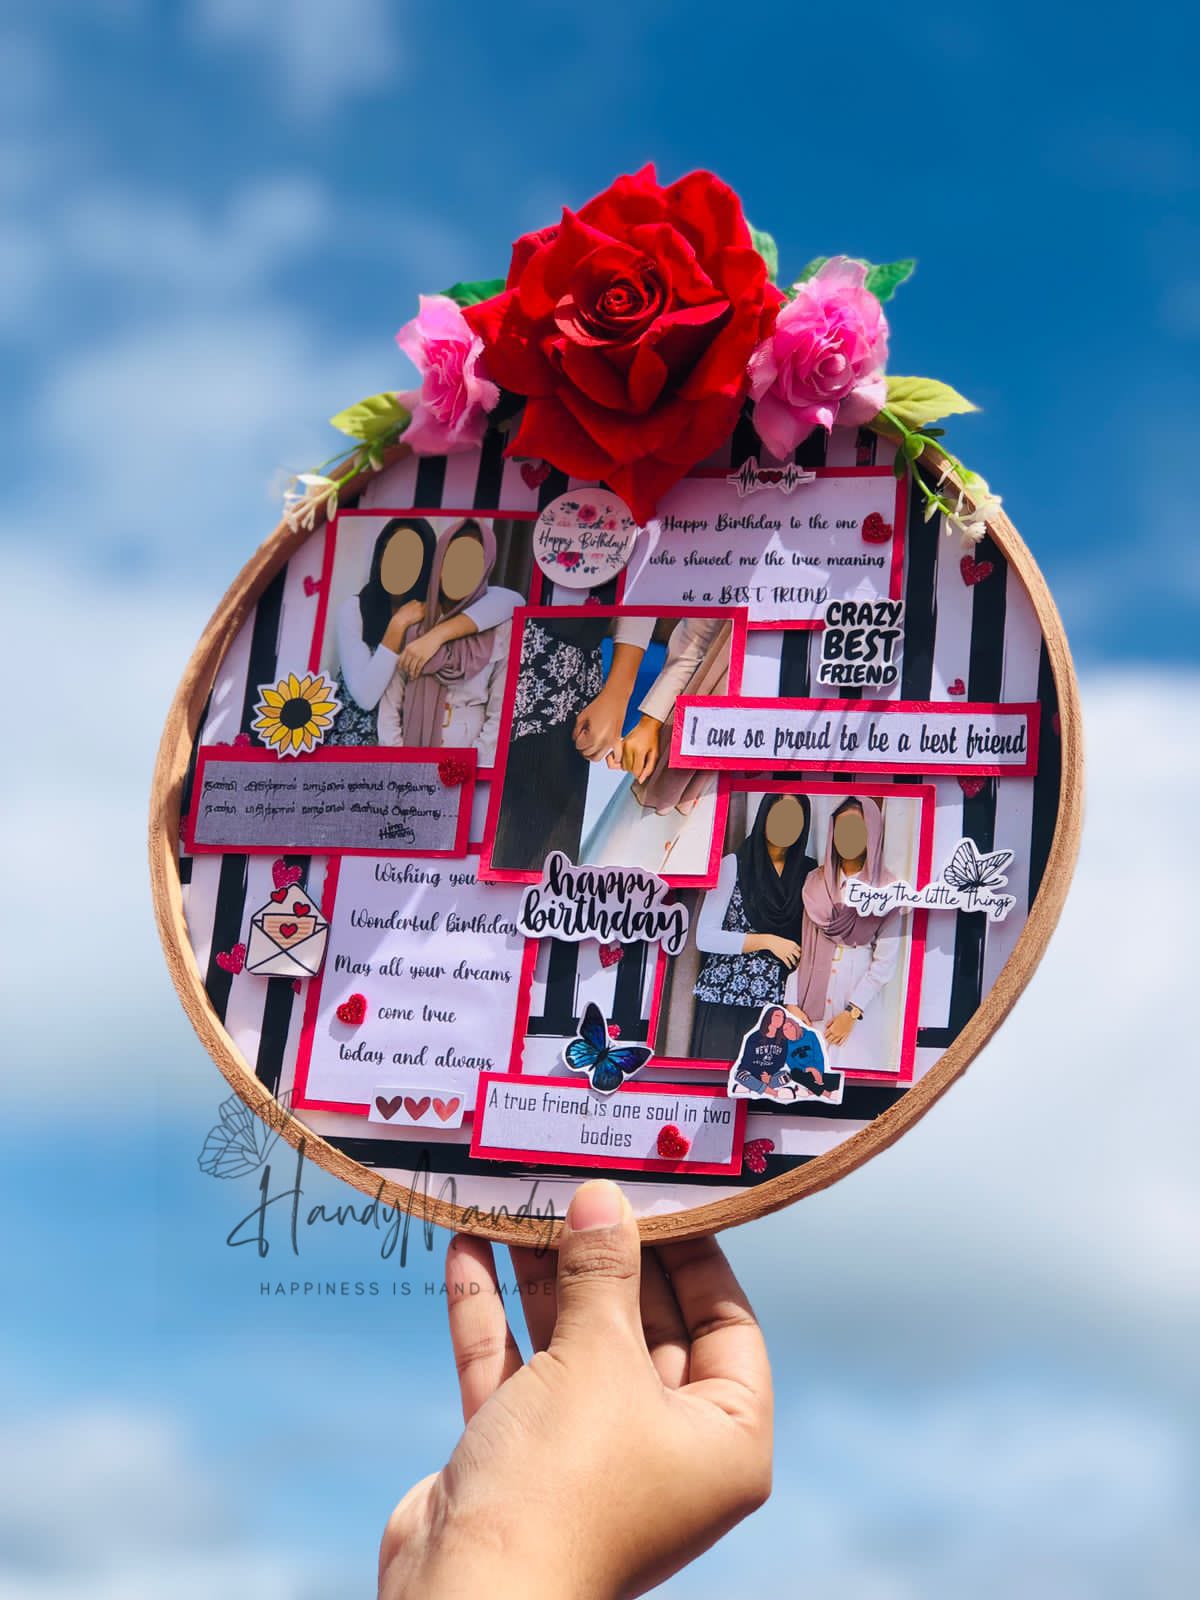 Happy Birthday!
Happy Birthday to the one
who showed me the true meaning
of a BEST FRIEND
CRAZY
BEST
FRIEND
I am so proud to be a best friend
Enjoy the little Things
happy
birthday
Wishing you a
Wonderful birthday
May all your dreams
come true
today and always
NEW YORK
A true friend is one soul in two
bodies
HandyMandy
HAPPINESS IS HAND MADE